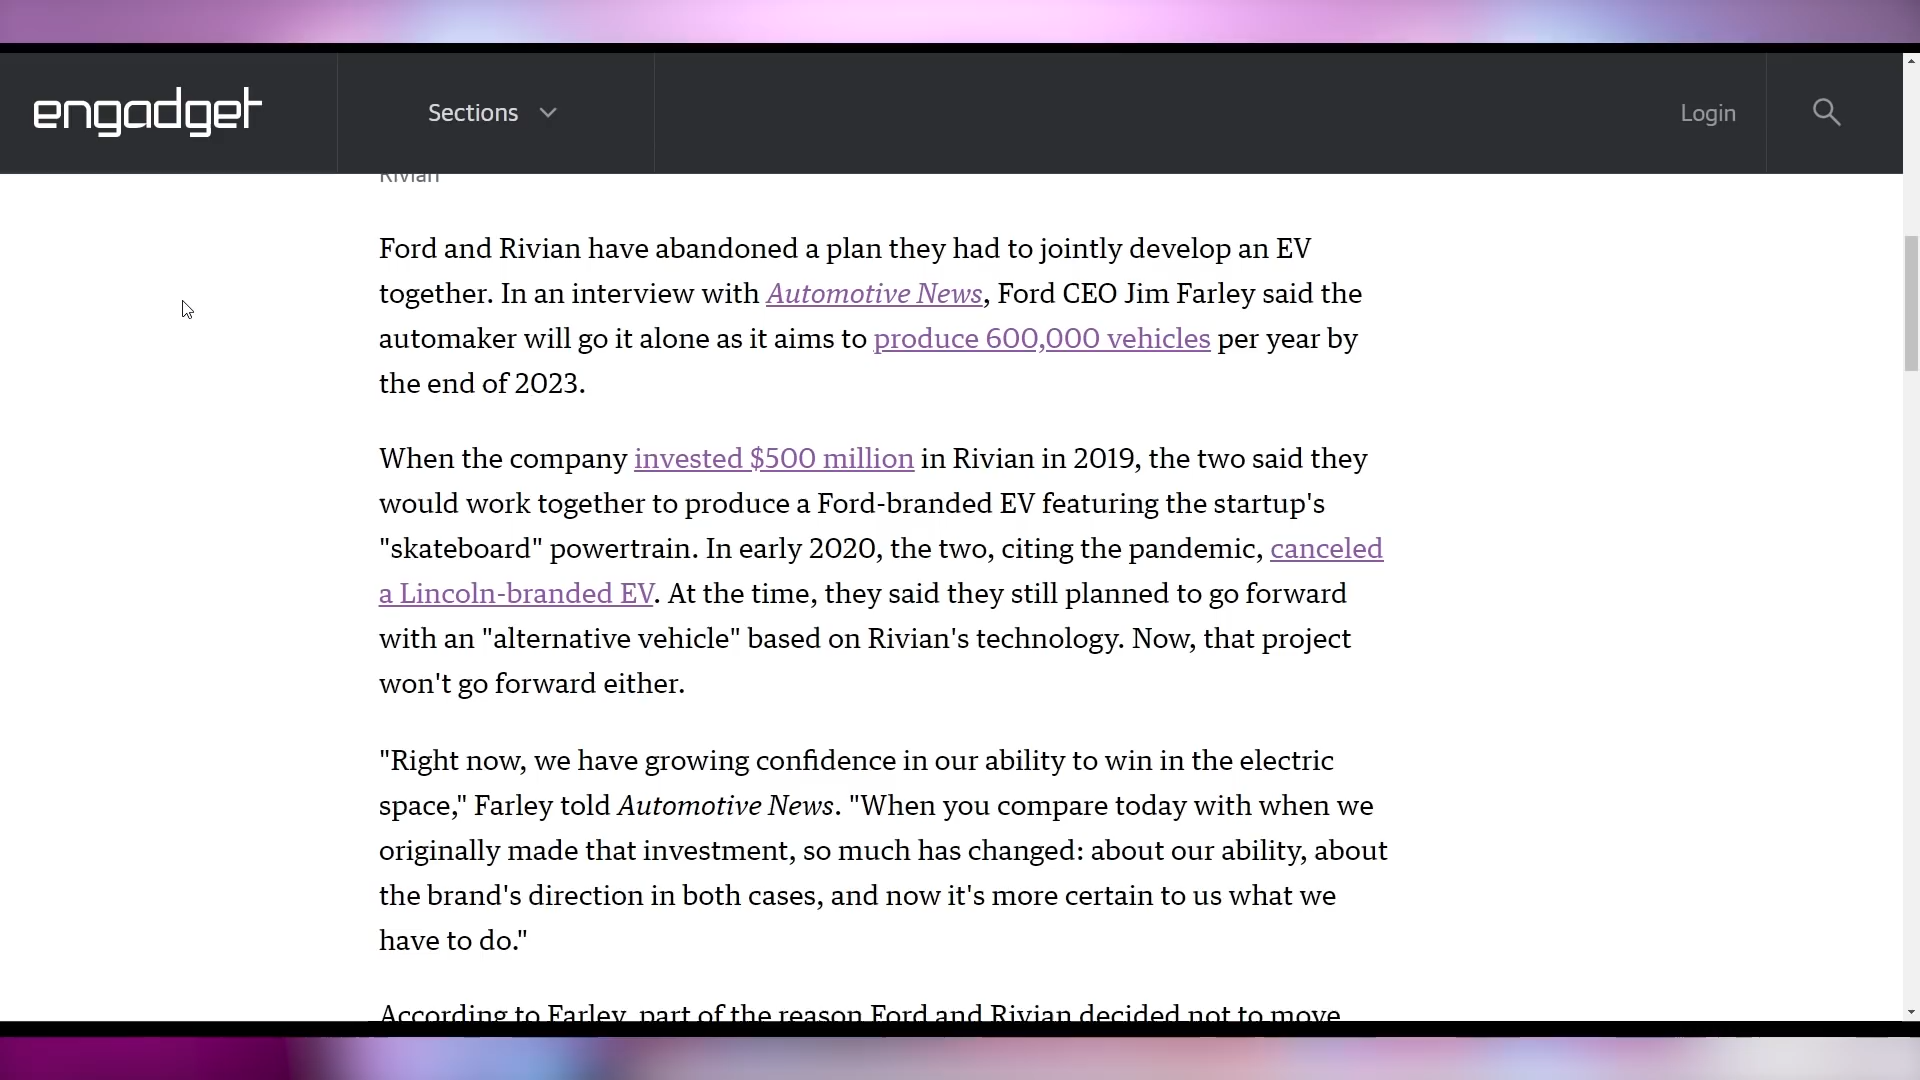 engadget
Sections
Login
Rivian
Ford and Rivian have abandoned a plan they had to jointly develop an EV
together. In an interview with Automotive News, Ford CEO Jim Farley said the
automaker will go it alone as it aims to produce 600,000 vehicles per year by
the end of 2023.
When the company invested $500 million in Rivian in 2019, the two said they
would work together to produce a Ford-branded EV featuring the startup's
"skateboard" powertrain. In early 2020, the two, citing the pandemic, canceled
a Lincoln-branded EV. At the time, they said they still planned to go forward
with an "alternative vehicle" based on Rivian's technology. Now, that project
won't go forward either.
"Right now, we have growing confidence in our ability to win in the electric
space," Farley told Automotive News. "When you compare today with when we
originally made that investment, so much has changed: about our ability, about
the brand's direction in both cases, and now it's more certain to us what we
have to do."
According to Farley, part of the reason Ford and Rivian decided not to move